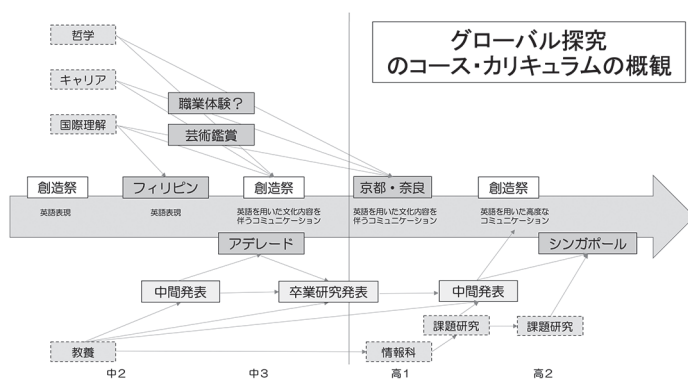 グローバル探究
のコース・カリキュラムの概観
哲学
キャリア
国際理解
職業体験？
芸術鑑賞
創造祭
フィリピン
創造祭
京都・奈良
創造祭
英語表現
英語表現
英語を用いた文化内容を
伴うコミュニケーション
英語を用いた文化内容を
伴うコミュニケーション
英語を用いた高度な
コミュニケーション
アデレード
シンガポール
中間発表
卒業研究発表
中間発表
課題研究
課題研究
教養
情報科
中2
中3
高1
高2